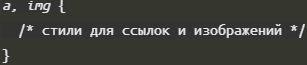 a, img {
/* стили для ссылок и изображений */
}